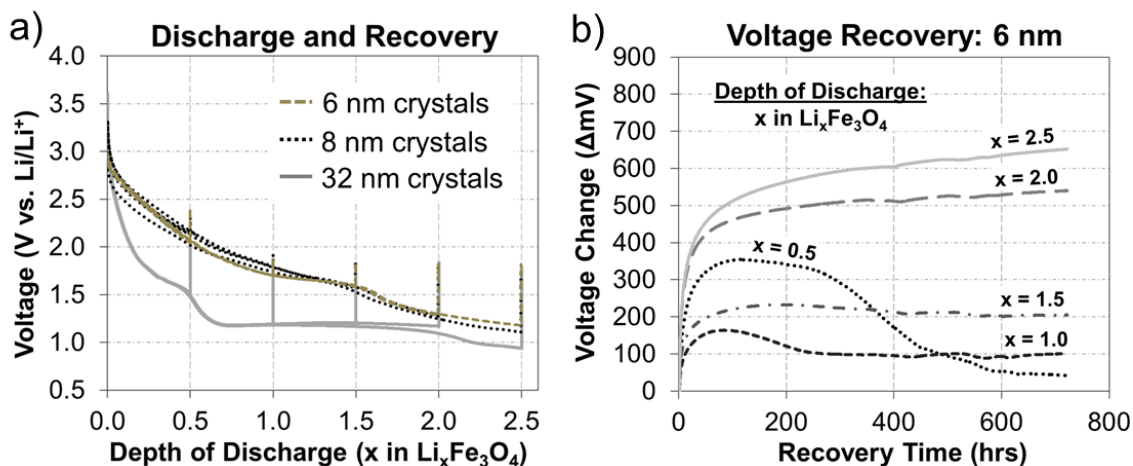 a)
Discharge and Recovery
4.0
3.5
3.0
2.5
2.0
1.5
1.0
0.5
Voltage (V vs. Li/Li⁺)
6 nm crystals
8 nm crystals
32 nm crystals
0.0 0.5 1.0 1.5 2.0 2.5
Depth of Discharge (x in LiₓFe₃O₄)
b)
Voltage Recovery: 6 nm
900
800
700
600
500
400
300
200
100
0
Voltage Change (ΔmV)
Depth of Discharge:
x in LiₓFe₃O₄
x = 2.5
x = 2.0
x = 0.5
x = 1.5
x = 1.0
0 200 400 600 800
Recovery Time (hrs)